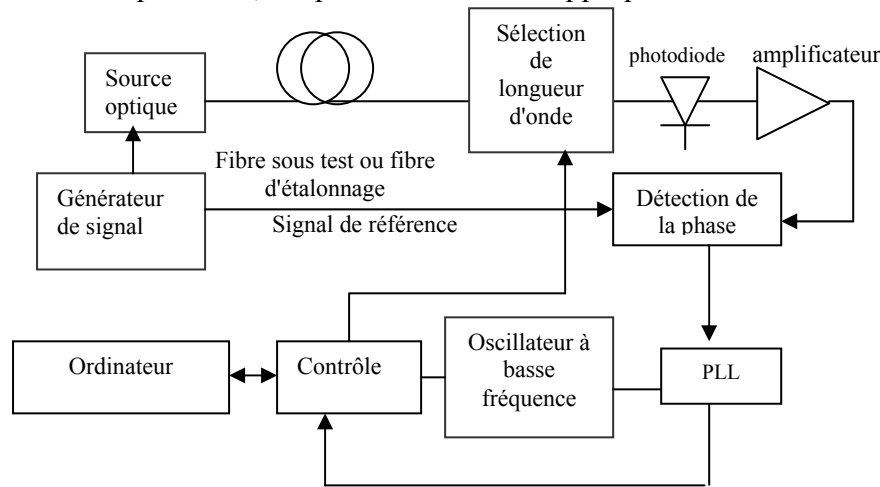 Sélection
de
longueur
d'onde
photodiode
amplificateur
Source
optique
Fibre sous test ou fibre
d'étalonnage
Générateur
de signal
Signal de référence
Détection de
la phase
Ordinateur
Contrôle
Oscillateur à
basse
fréquence
PLL